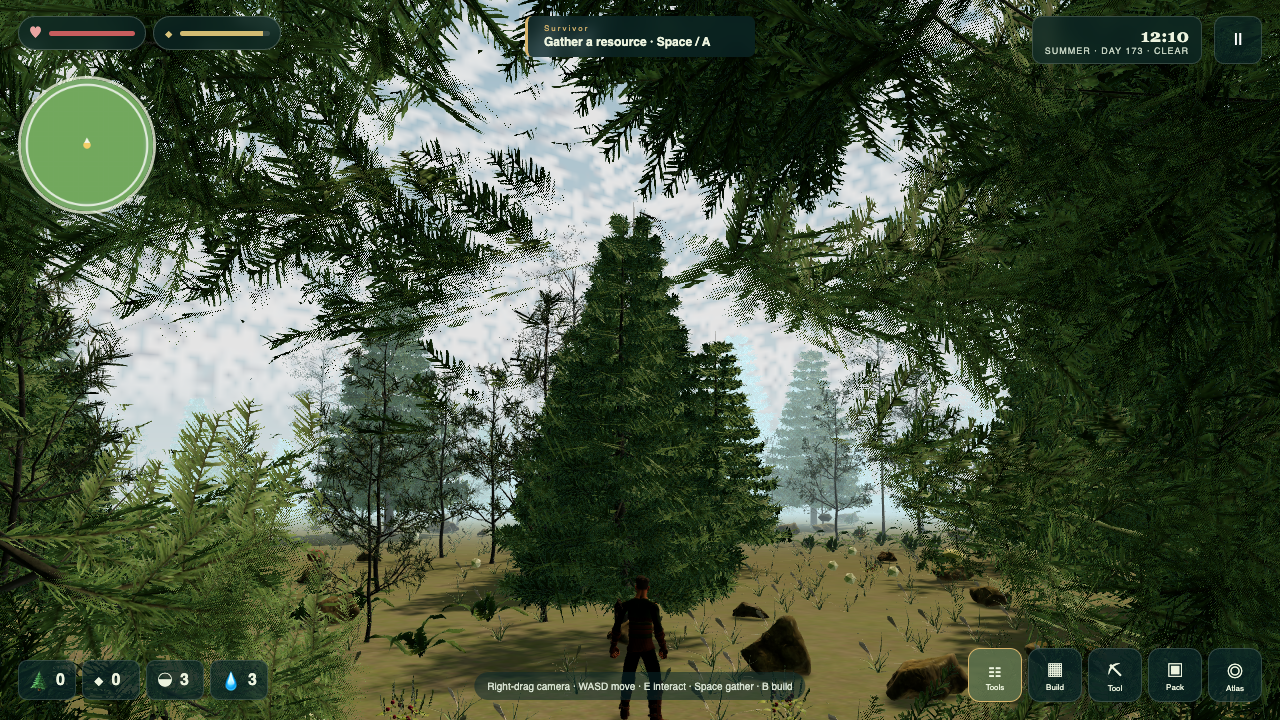 Survivor
Gather a resource · Space / A
12:10
SUMMER · DAY 173 · CLEAR
0
0
3
3
Right-drag camera · WASD move · E interact · Space gather · B build
Tools
Build
Tool
Pack
Atlas